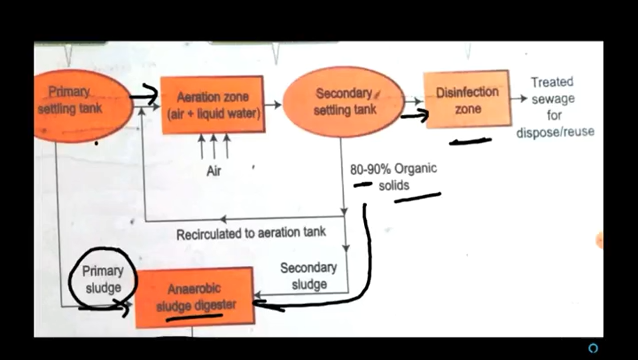 Primary
settling tank
Aeration zone
(air + liquid water)
Secondary
settling tank
Disinfection
zone
Treated
sewage
for
dispose/reuse
Air
80-90% Organic
solids
Recirculated to aeration tank
Primary
sludge
Secondary
sludge
Anaerobic
sludge digester